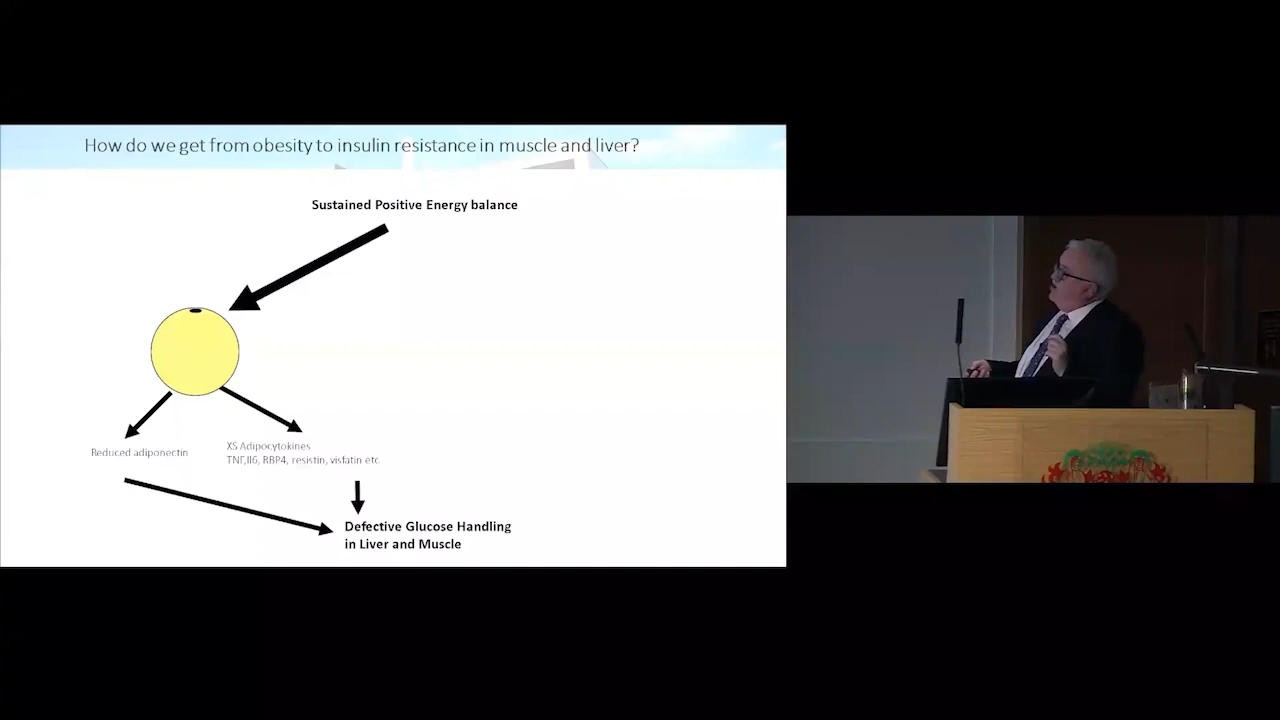 How do we get from obesity to insulin resistance in muscle and liver?
Sustained Positive Energy balance
Reduced adiponectin
XS Adipocytokines
TNF,Il6, RBP4, resistin, visfatin etc
Defective Glucose Handling
in Liver and Muscle